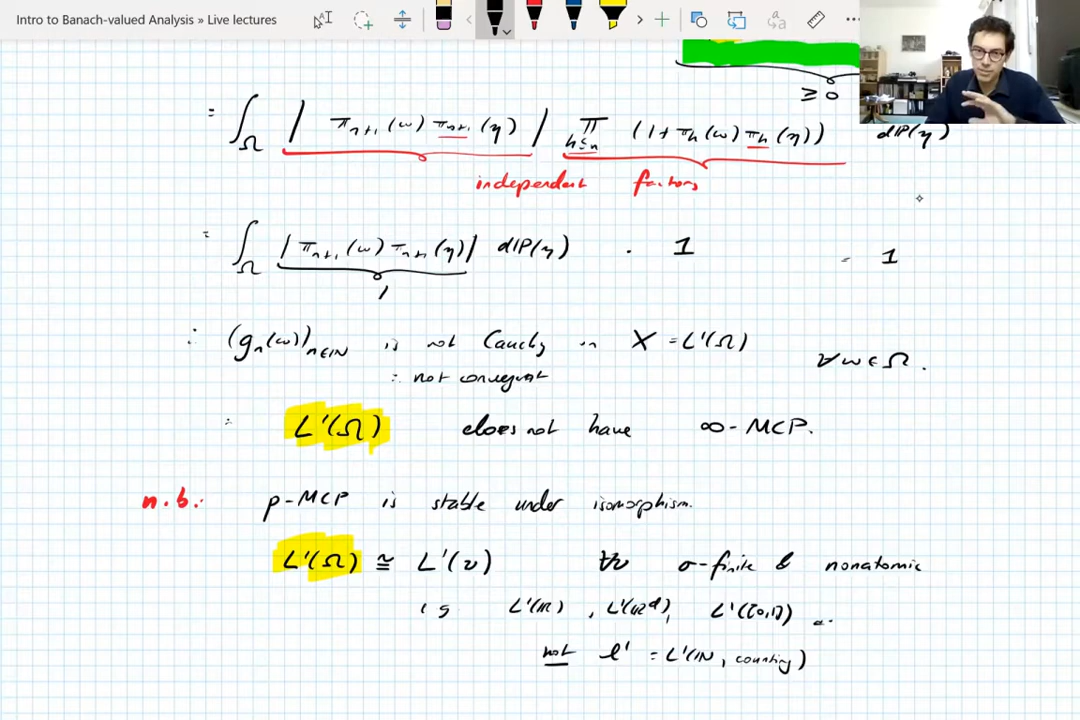 Intro to Banach-valued Analysis » Live lectures
≥ 0
= ∫_Ω | π_{n+1}(ω) π_{n+1}(η) | ∏_{h≤n} (1 + π_h(ω) π_h(η)) dℙ(η)
independent factors
= ∫_Ω | π_{n+1}(ω) π_{n+1}(η) | dℙ(η) · 1 = 1
1
∴ (g_n(ω))_{n∈ℕ} is not Cauchy in X = L¹(Ω) ∀ω∈Ω.
∴ not convergent
∴ L¹(Ω) does not have ∞-MCP.
n.b.: p-MCP is stable under isomorphism.
L¹(Ω) ≅ L¹(ν) σ-finite & nonatomic
L¹(ℝ), L¹(ℝᵈ), L¹([0,1]) ...
not ℓ¹ = L¹(ℕ, counting)